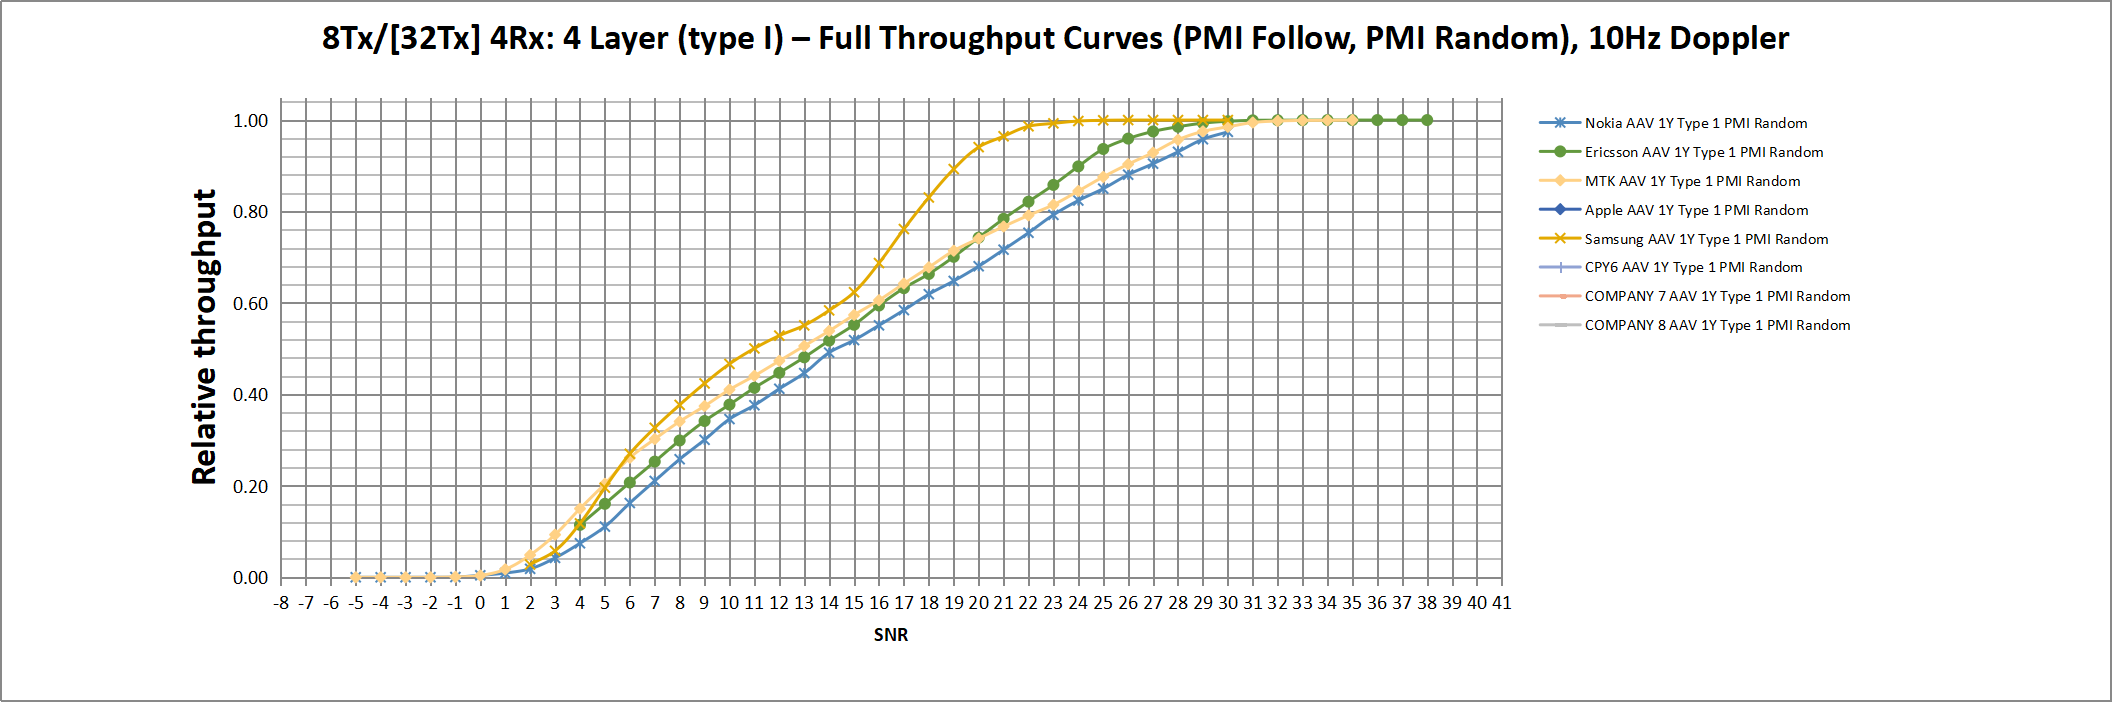 8Tx/[32Tx] 4Rx: 4 Layer (type I) – Full Throughput Curves (PMI Follow, PMI Random), 10Hz Doppler
Relative throughput
1.00
0.80
0.60
0.40
0.20
0.00
-8 -7 -6 -5 -4 -3 -2 -1 0 1 2 3 4 5 6 7 8 9 10 11 12 13 14 15 16 17 18 19 20 21 22 23 24 25 26 27 28 29 30 31 32 33 34 35 36 37 38 39 40 41
SNR
Nokia AAV 1Y Type 1 PMI Random
Ericsson AAV 1Y Type 1 PMI Random
MTK AAV 1Y Type 1 PMI Random
Apple AAV 1Y Type 1 PMI Random
Samsung AAV 1Y Type 1 PMI Random
CPY6 AAV 1Y Type 1 PMI Random
COMPANY 7 AAV 1Y Type 1 PMI Random
COMPANY 8 AAV 1Y Type 1 PMI Random